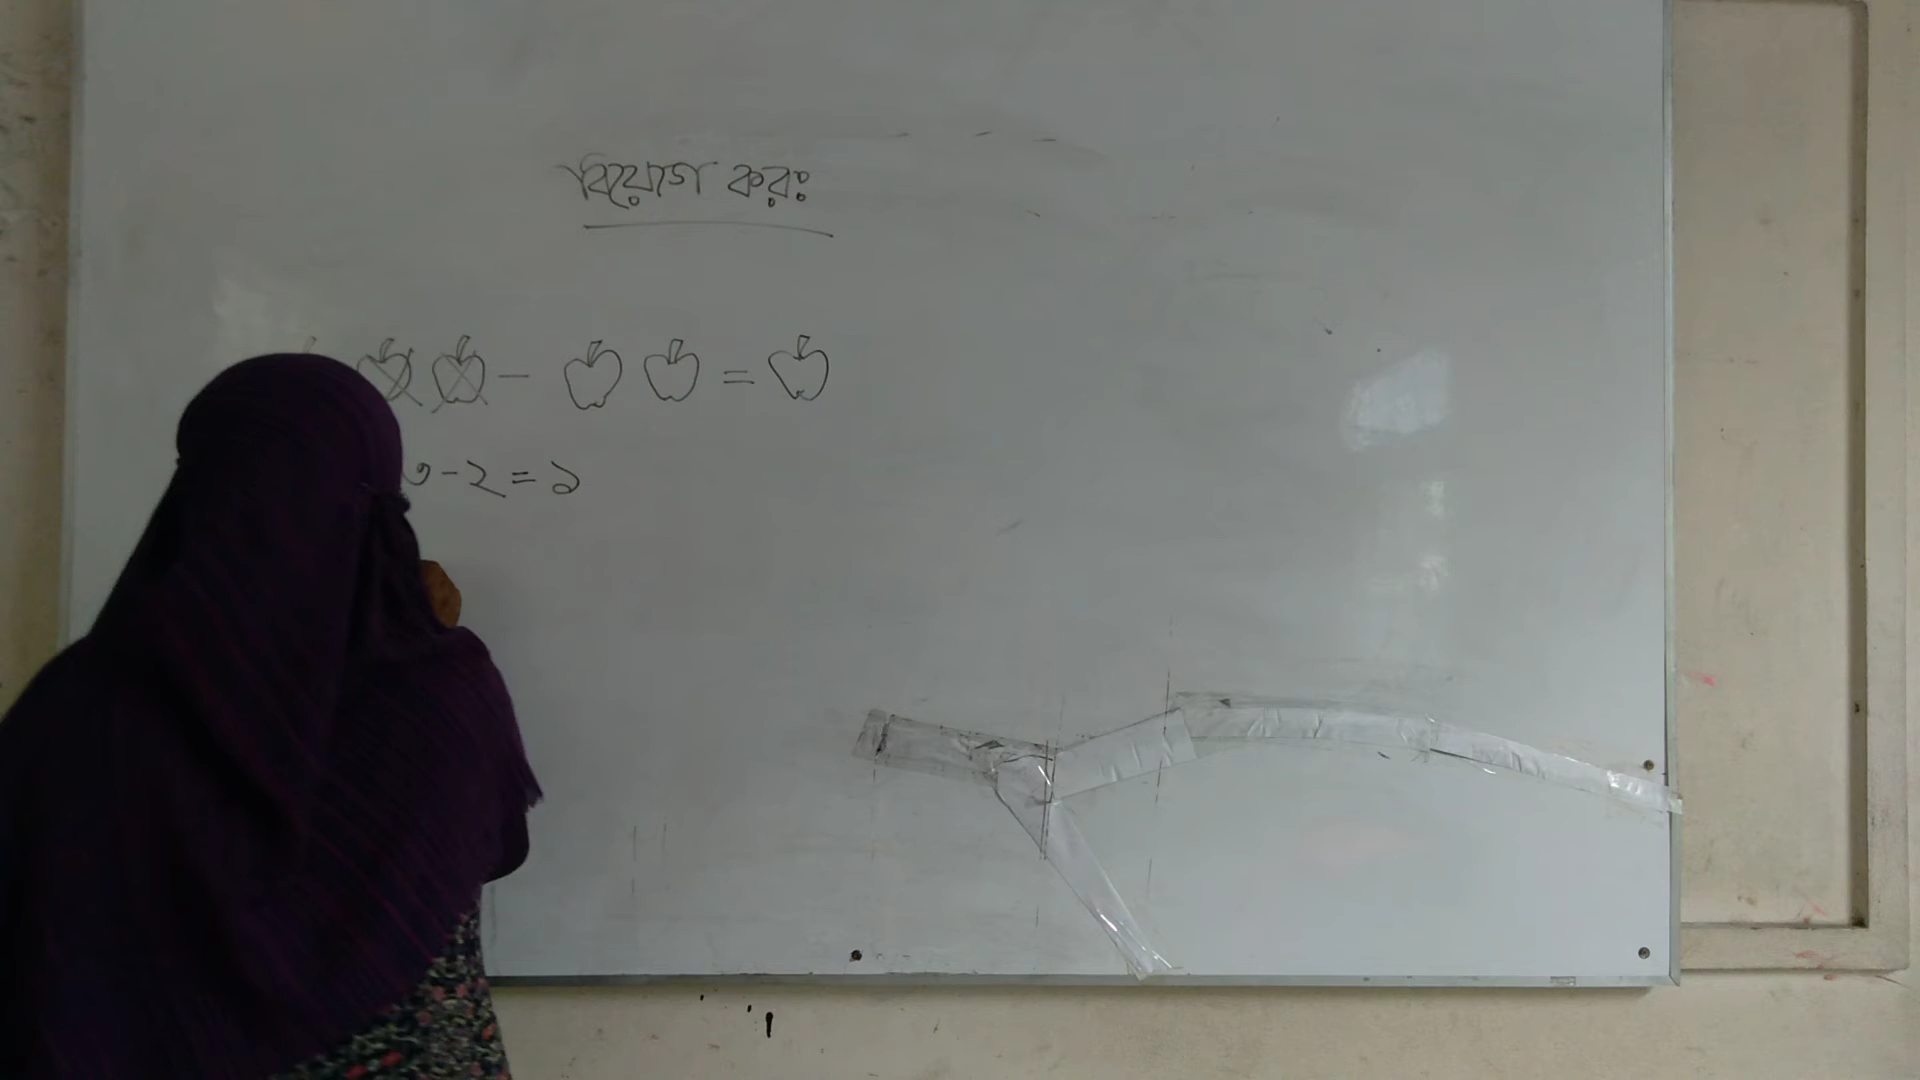 বিয়োগ কর:
- =
৩-২=১